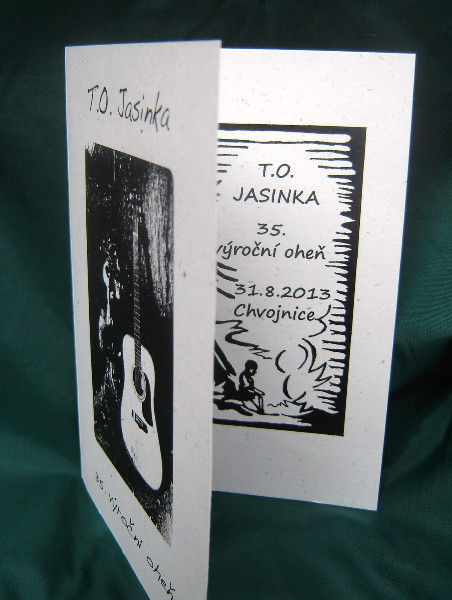 T.O. Jasinka
35. výroční oheň
T.O.
JASINKA
35.
výroční oheň
31.8.2013
Chvojnice